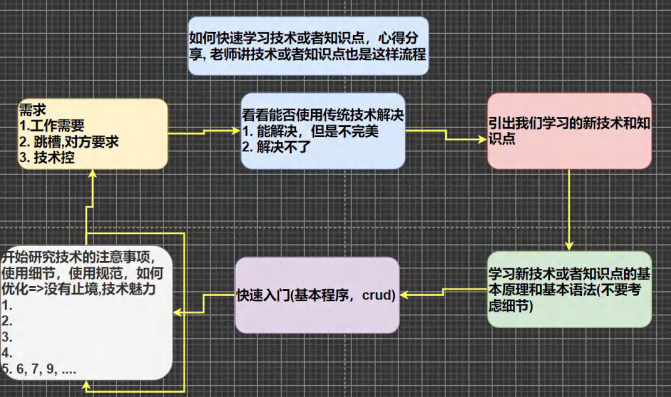 如何快速学习技术或者知识点，心得分
享, 老师讲技术或者知识点也是这样流程
需求
1.工作需要
2. 跳槽,对方要求
3. 技术控
看看能否使用传统技术解决
1. 能解决，但是不完美
2. 解决不了
引出我们学习的新技术和知
识点
学习新技术或者知识点的基
本原理和基本语法(不要考
虑细节)
快速入门(基本程序，crud)
开始研究技术的注意事项，
使用细节，使用规范，如何
优化=>没有止境,技术魅力
1.
2.
3.
4.
5. 6, 7, 9, ....